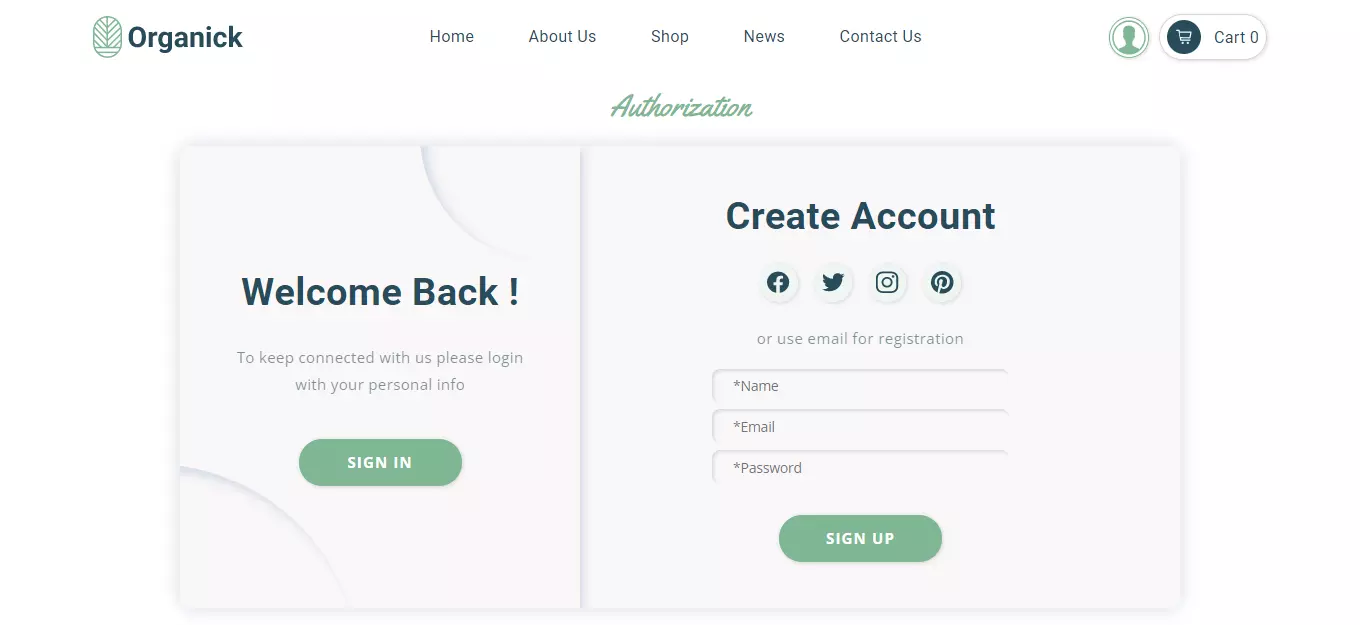 Organick
Home
About Us
Shop
News
Contact Us
Cart 0
Authorization
Welcome Back !
To keep connected with us please login
with your personal info
SIGN IN
Create Account
or use email for registration
*Name
*Email
*Password
SIGN UP